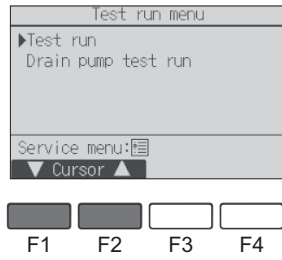 Test run menu
▶Test run
Drain pump test run
Service menu:
▼ Cursor ▲
F1 F2 F3 F4